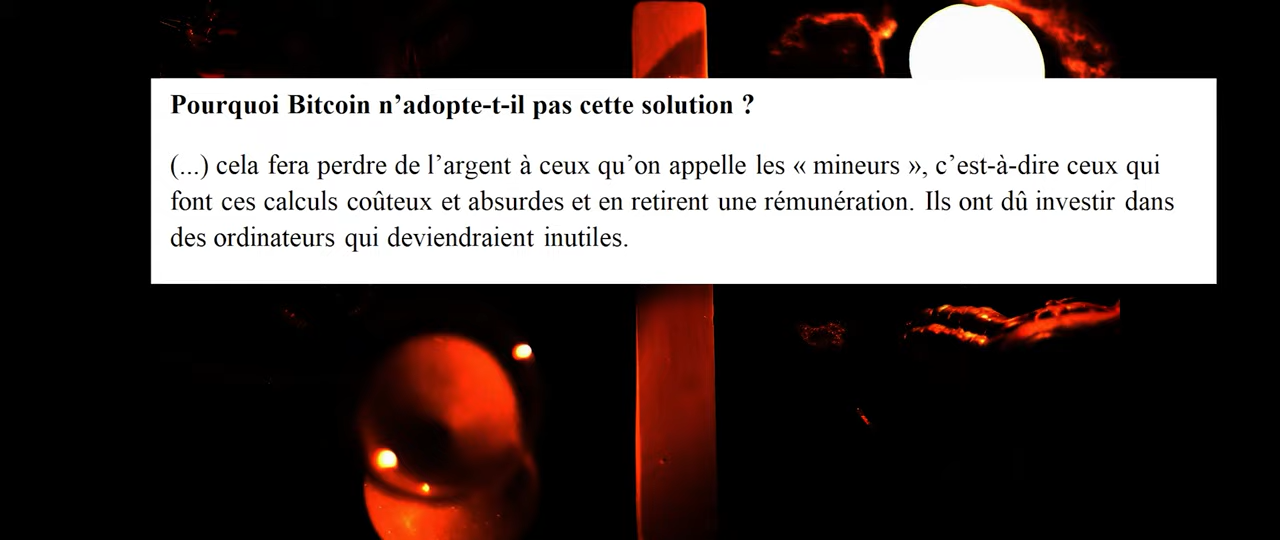 Pourquoi Bitcoin n’adopte-t-il pas cette solution ?
(...) cela fera perdre de l’argent à ceux qu’on appelle les « mineurs », c’est-à-dire ceux qui
font ces calculs coûteux et absurdes et en retirent une rémunération. Ils ont dû investir dans
des ordinateurs qui deviendraient inutiles.